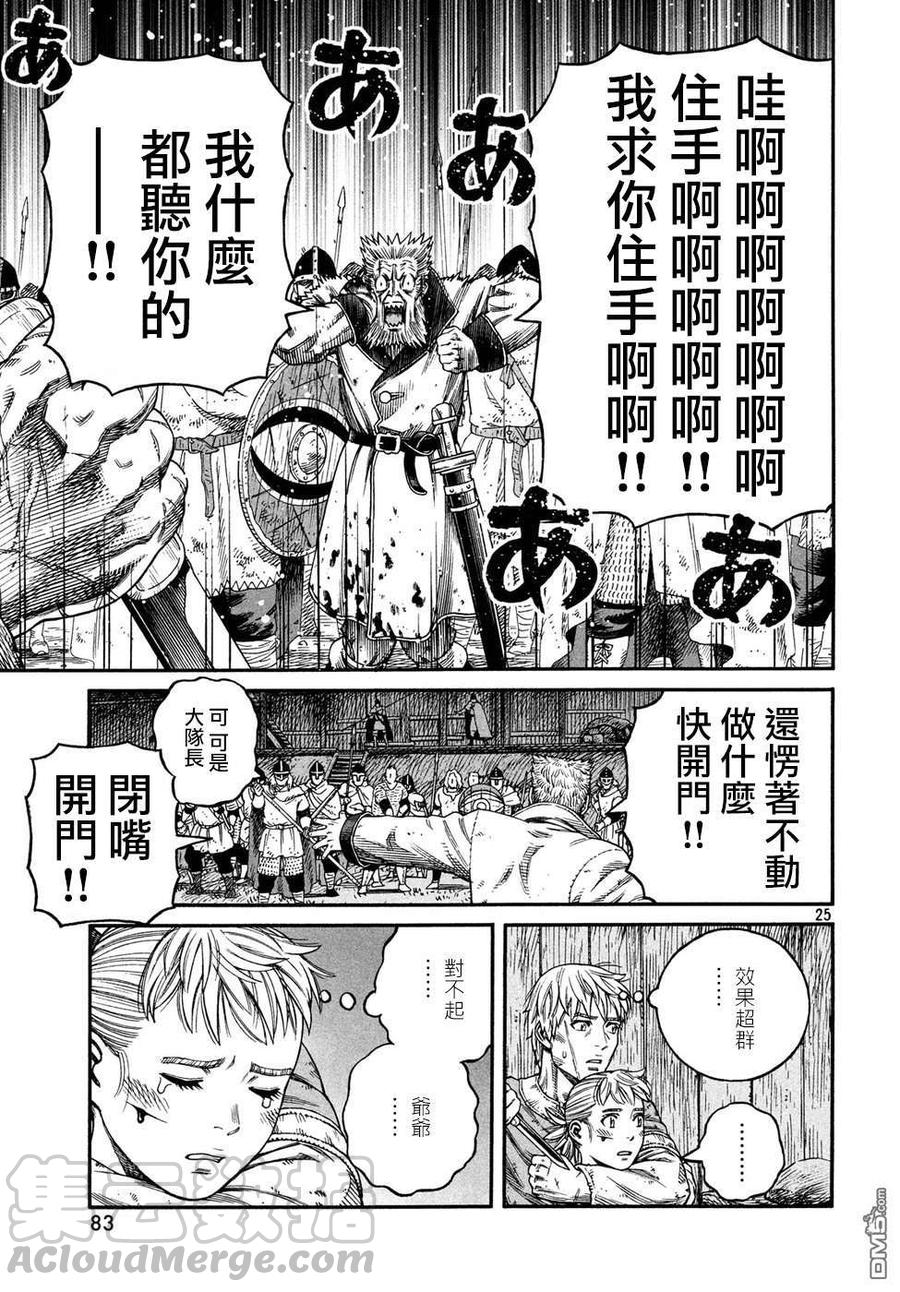 哇啊啊啊啊啊啊啊
住手啊啊啊啊啊!!
我求你住手啊啊!!
我什麼
都聽你的
——!!
あ
あ
あ
あ
あ
還愣著不動
做什麼
快開門!!
可可是
大隊長
閉嘴
開門!!
25
效果超群
……
……
對不起
……
爺爺
……
83
集云数据
ACloudMerge.com
DM5.com